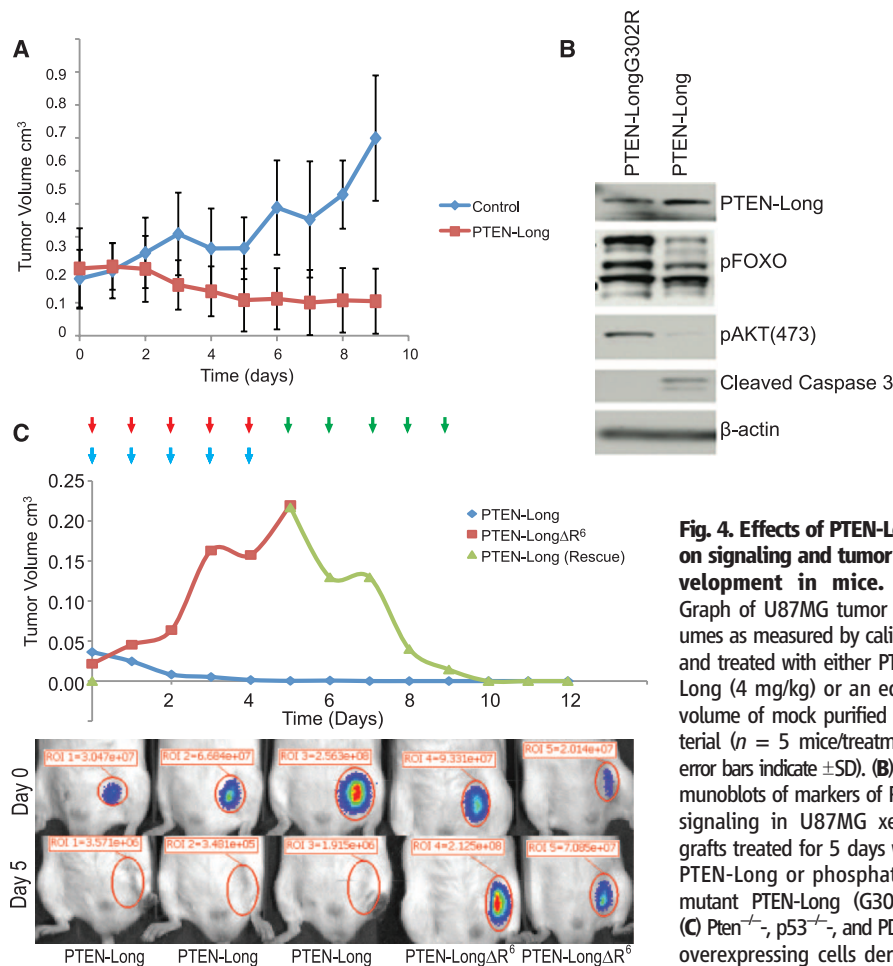 A
Tumor Volume cm³
0.9
0.8
0.7
0.6
0.5
0.4
0.3
0.2
0.1
0
0 2 4 6 8 10
Time (days)
Control
PTEN-Long
B
PTEN-LongG302R
PTEN-Long
PTEN-Long
pFOXO
pAKT(473)
Cleaved Caspase 3
β-actin
C
Tumor Volume cm³
0.25
0.20
0.15
0.10
0.05
0.00
0 2 4 6 8 10 12
Time (Days)
PTEN-Long
PTEN-LongΔR⁶
PTEN-Long (Rescue)
Day 0
ROI 1=3.047e+07 ROI 2=6.684e+07 ROI 3=2.563e+08 ROI 4=9.331e+07 ROI 5=2.014e+07
Day 5
ROI 1=3.571e+06 ROI 2=3.481e+05 ROI 3=1.915e+06 ROI 4=2.125e+08 ROI 5=7.085e+07
PTEN-Long PTEN-Long PTEN-Long PTEN-LongΔR⁶ PTEN-LongΔR⁶
Fig. 4. Effects of PTEN-L
on signaling and tumor
velopment in mice.
Graph of U87MG tumor
umes as measured by cali
and treated with either PT
Long (4 mg/kg) or an eq
volume of mock purified
terial (n = 5 mice/treatm
error bars indicate ±SD). (B)
munoblots of markers of P
signaling in U87MG xe
grafts treated for 5 days
PTEN-Long or phosphat
mutant PTEN-Long (G30
(C) Pten⁻/⁻-, p53⁻/⁻-, and PD
overexpressing cells der